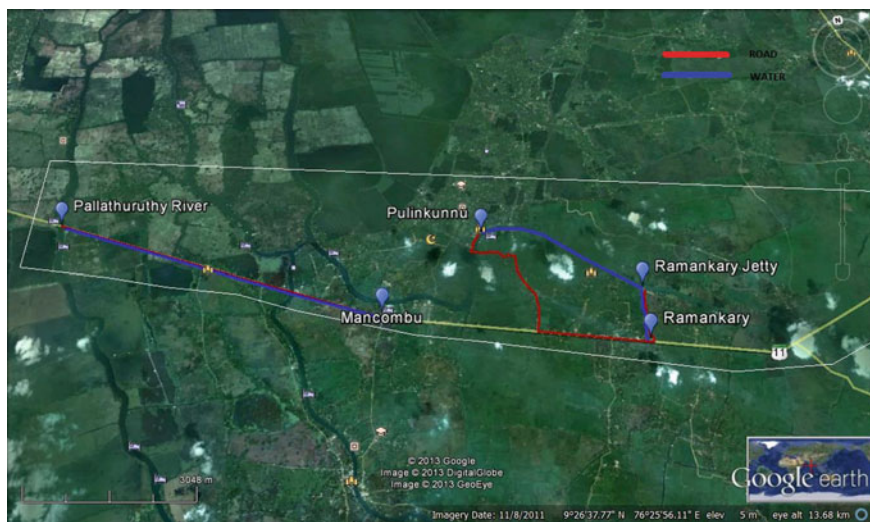 N
ROAD
WATER
Pallathuruthy River
Pulinkunnu
Ramankary Jetty
Mancombu
Ramankary
11
3048 m
© 2013 Google
Image © 2013 DigitalGlobe
Image © 2013 GeoEye
Google earth
Imagery Date: 11/8/2011 9°26'37.77" N 76°25'56.11" E elev 5 m eye alt 13.68 km